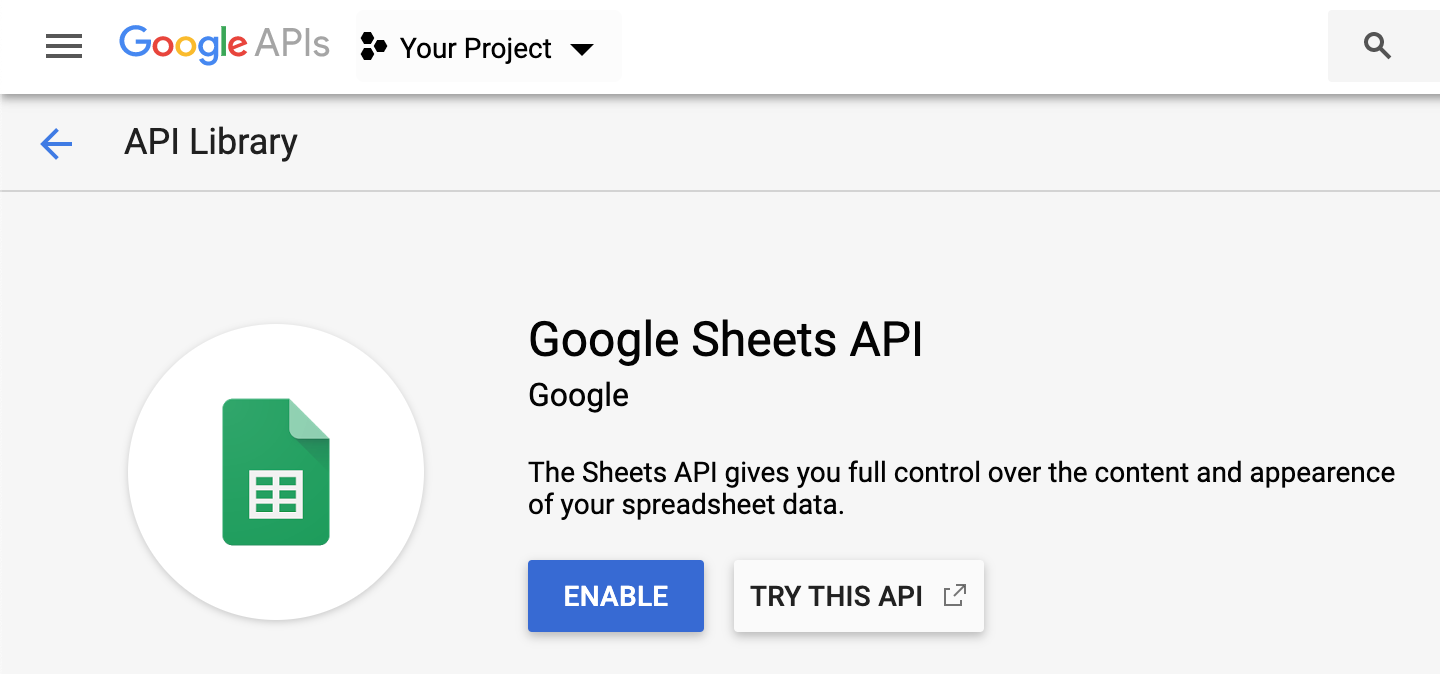 Google APIs Your Project
API Library
Google Sheets API
Google
The Sheets API gives you full control over the content and appearence
of your spreadsheet data.
ENABLE TRY THIS API